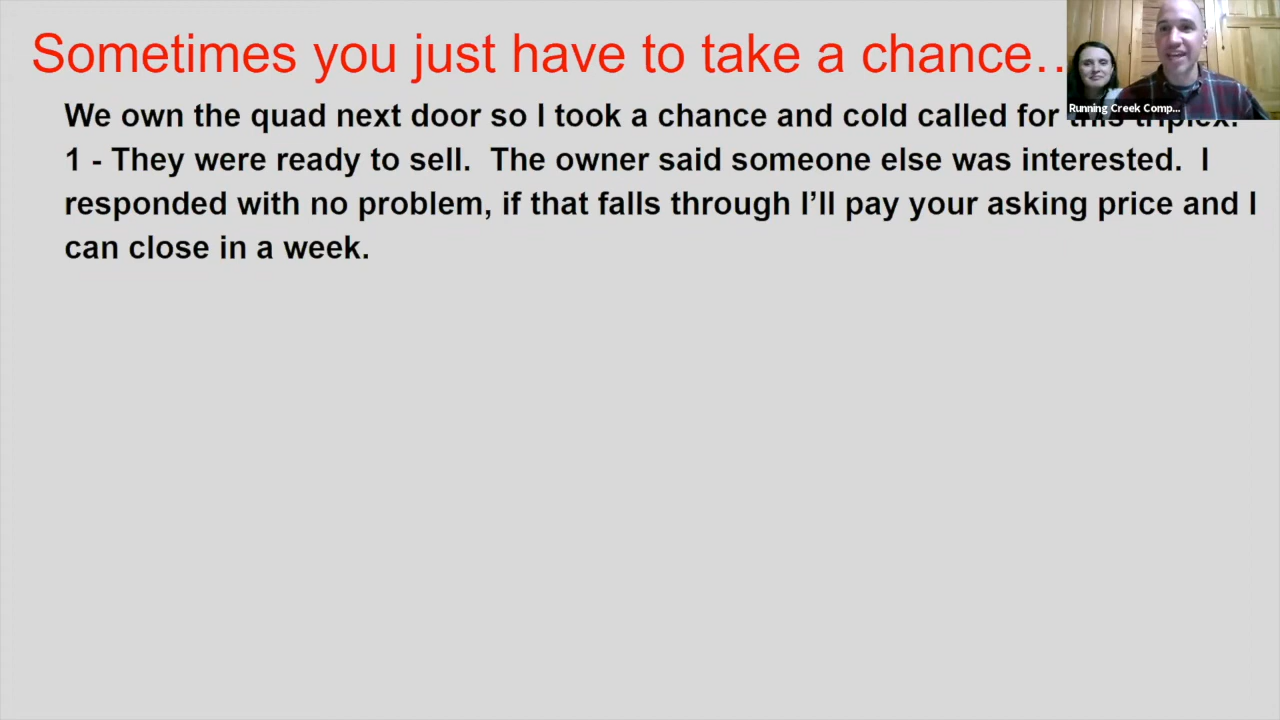 Sometimes you just have to take a chance..
We own the quad next door so I took a chance and cold called for this triplex.
1 - They were ready to sell. The owner said someone else was interested. I
responded with no problem, if that falls through I'll pay your asking price and I
can close in a week.
Running Creek Comp...